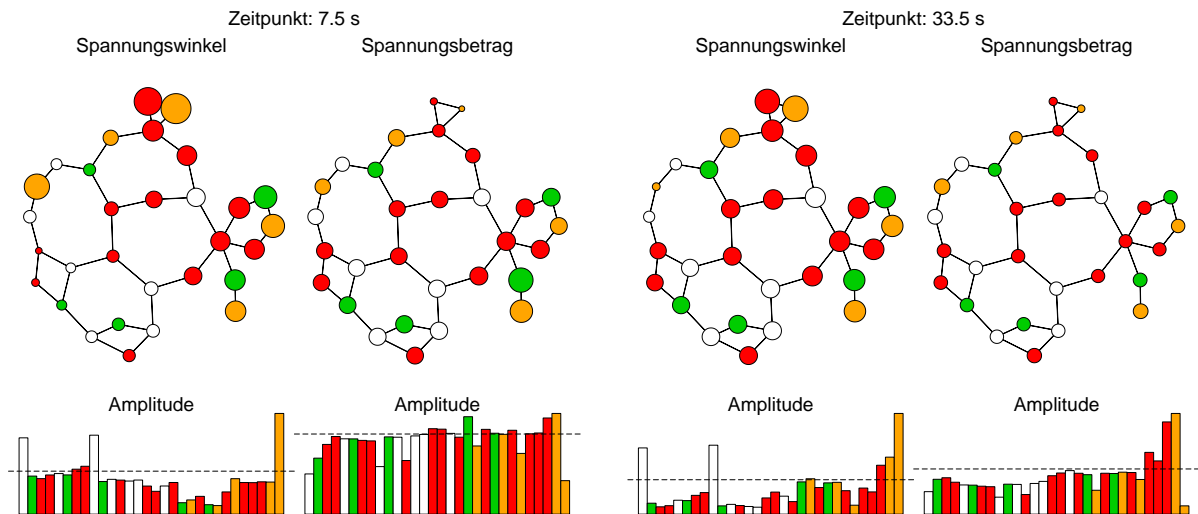 Zeitpunkt: 7.5 s
Spannungswinkel
Spannungsbetrag
Amplitude
Amplitude
Zeitpunkt: 33.5 s
Spannungswinkel
Spannungsbetrag
Amplitude
Amplitude